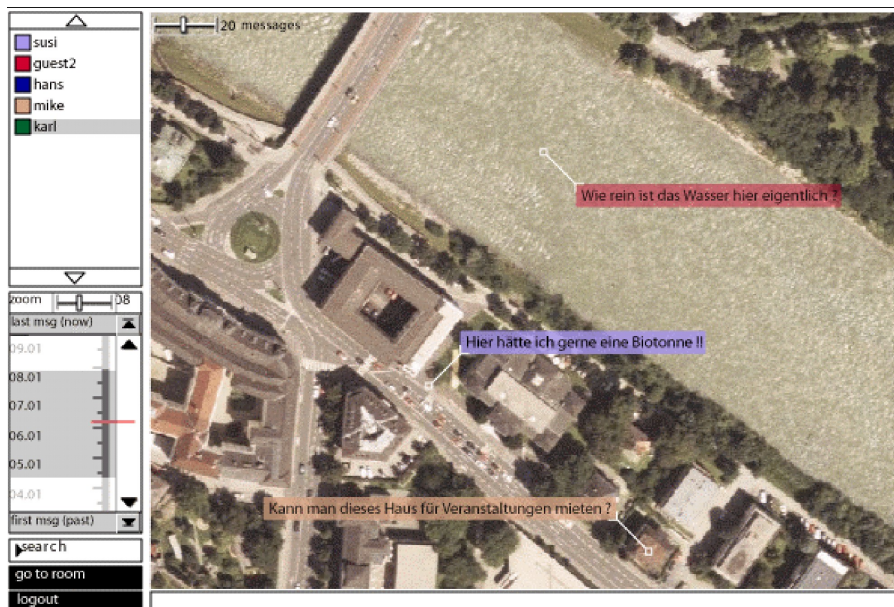 susi
guest2
hans
mike
karl
zoom
08
last msg (now)
09.01
08.01
07.01
06.01
05.01
04.01
first msg (past)
search
go to room
logout
20 messages
Wie rein ist das Wasser hier eigentlich ?
Hier hätte ich gerne eine Biotonne !!
Kann man dieses Haus für Veranstaltungen mieten ?